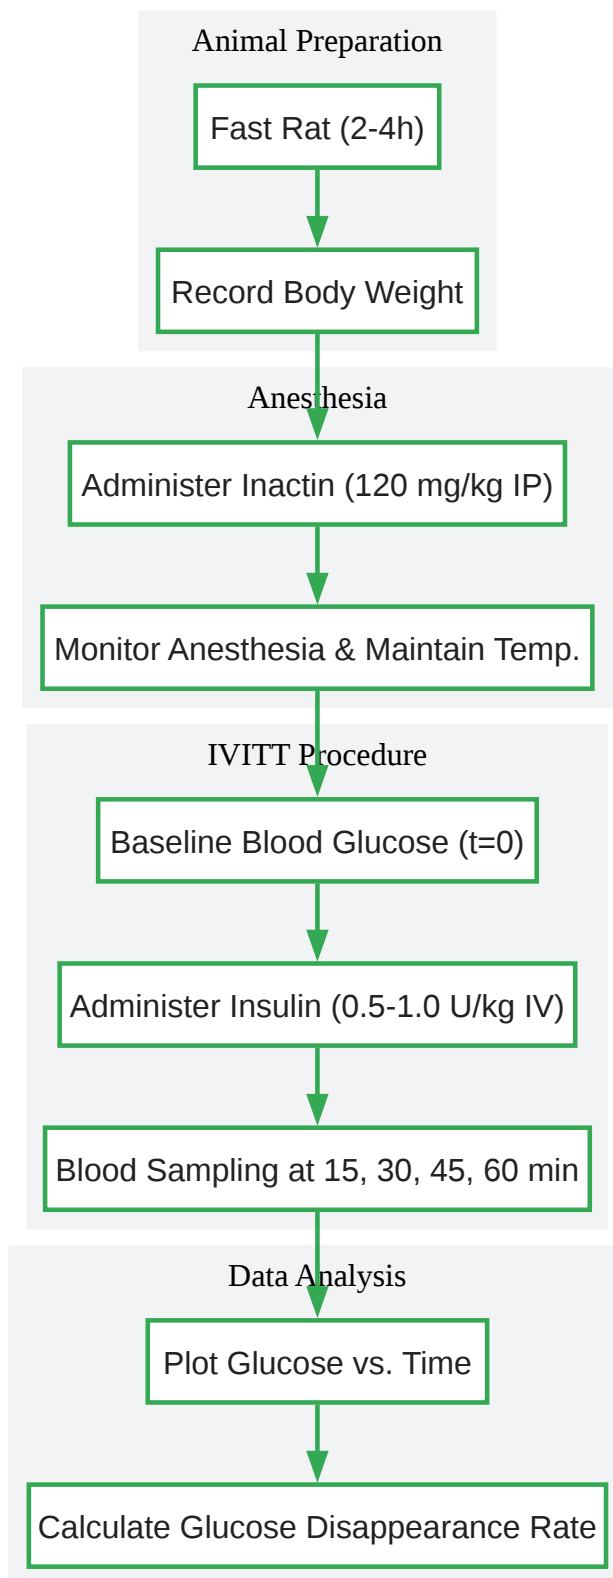 Animal Preparation
Fast Rat (2-4h)
Record Body Weight
Anesthesia
Administer Inactin (120 mg/kg IP)
Monitor Anesthesia & Maintain Temp.
IVITT Procedure
Baseline Blood Glucose (t=0)
Administer Insulin (0.5-1.0 U/kg IV)
Blood Sampling at 15, 30, 45, 60 min
Data Analysis
Plot Glucose vs. Time
Calculate Glucose Disappearance Rate